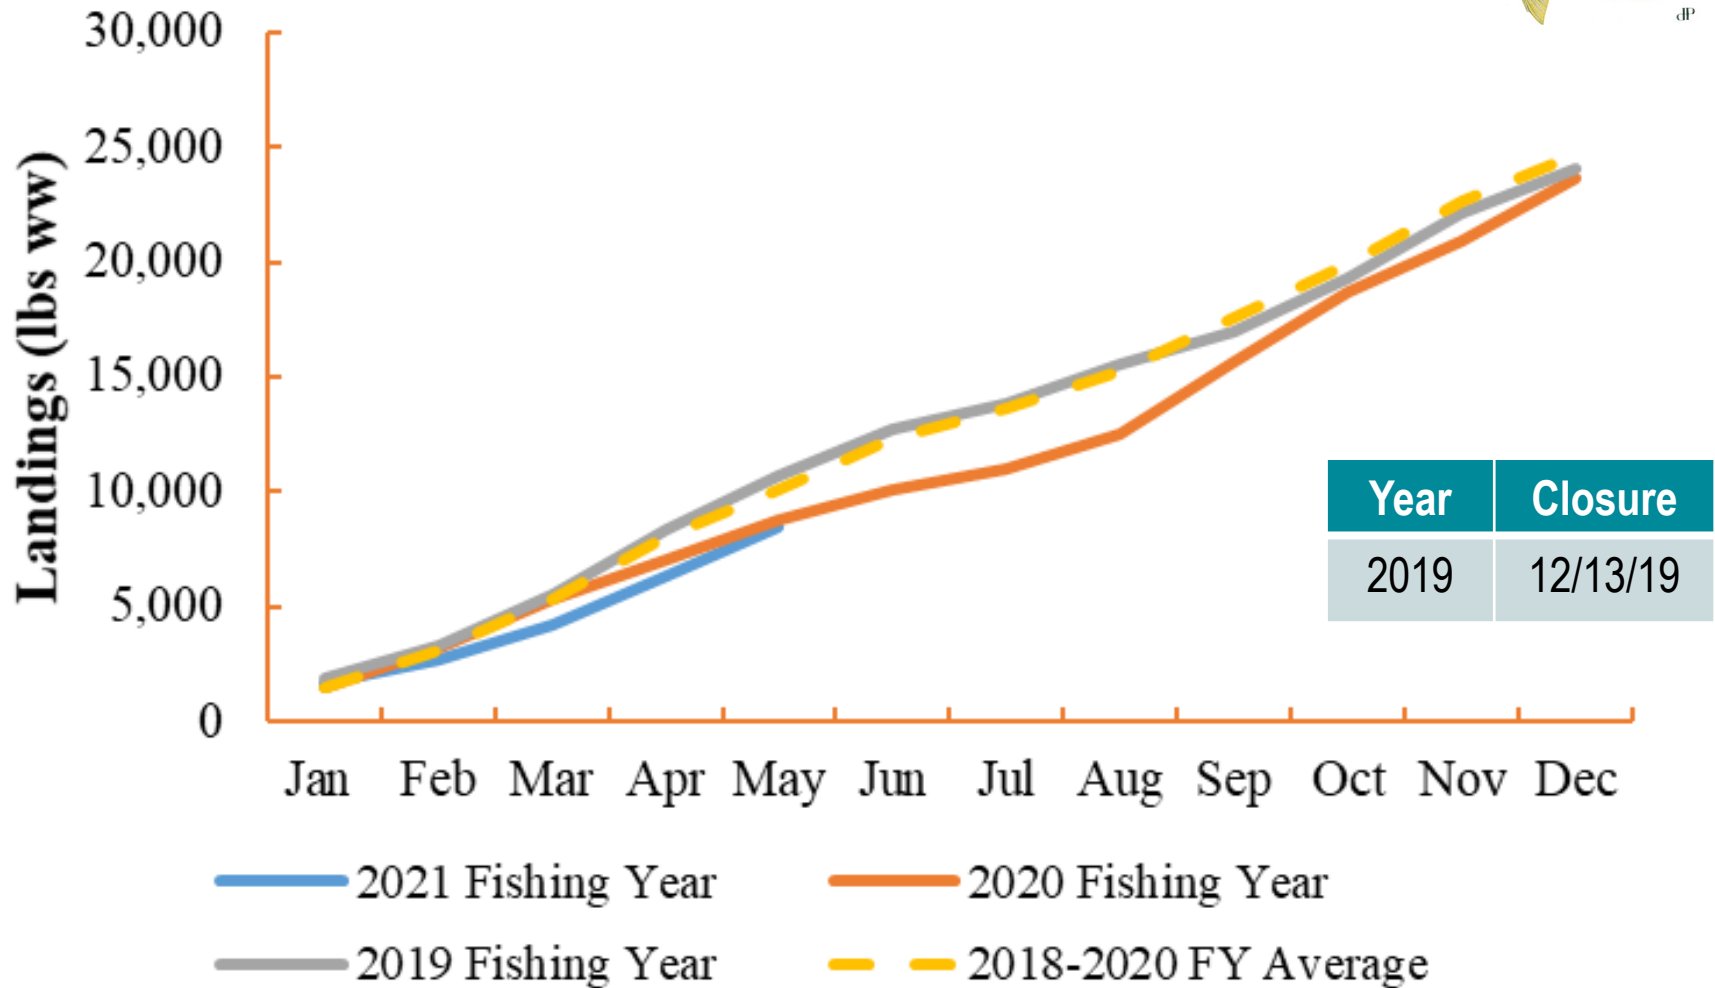 30,000
25,000
20,000
15,000
10,000
5,000
0
Landings (lbs ww)
Jan Feb Mar Apr May Jun Jul Aug Sep Oct Nov Dec
Year Closure
2019 12/13/19
2021 Fishing Year 2020 Fishing Year
2019 Fishing Year 2018-2020 FY Average